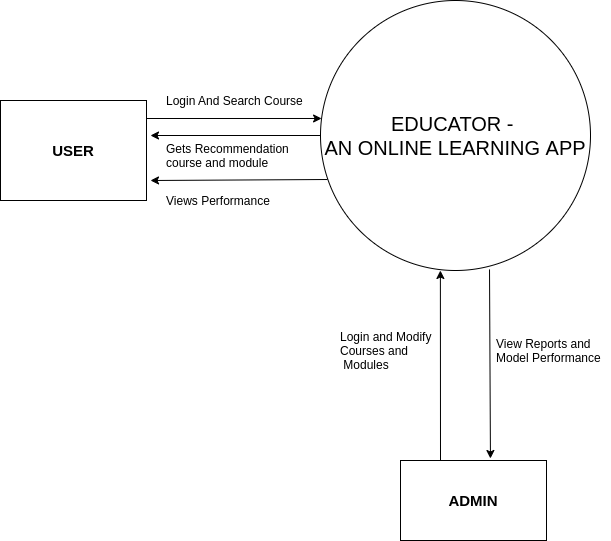 Login And Search Course
EDUCATOR -
AN ONLINE LEARNING APP
USER
Gets Recommendation
course and module
Views Performance
Login and Modify
Courses and
Modules
View Reports and
Model Performance
ADMIN